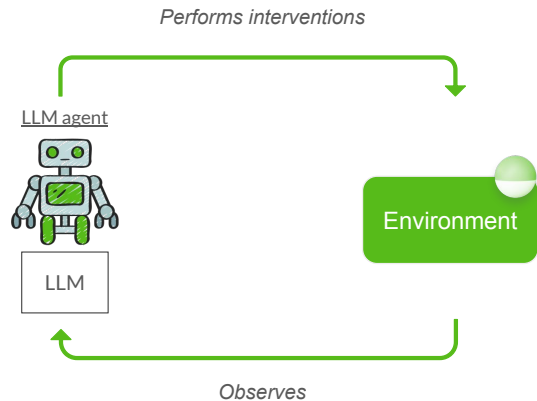 Performs interventions
LLM agent
Environment
LLM
Observes